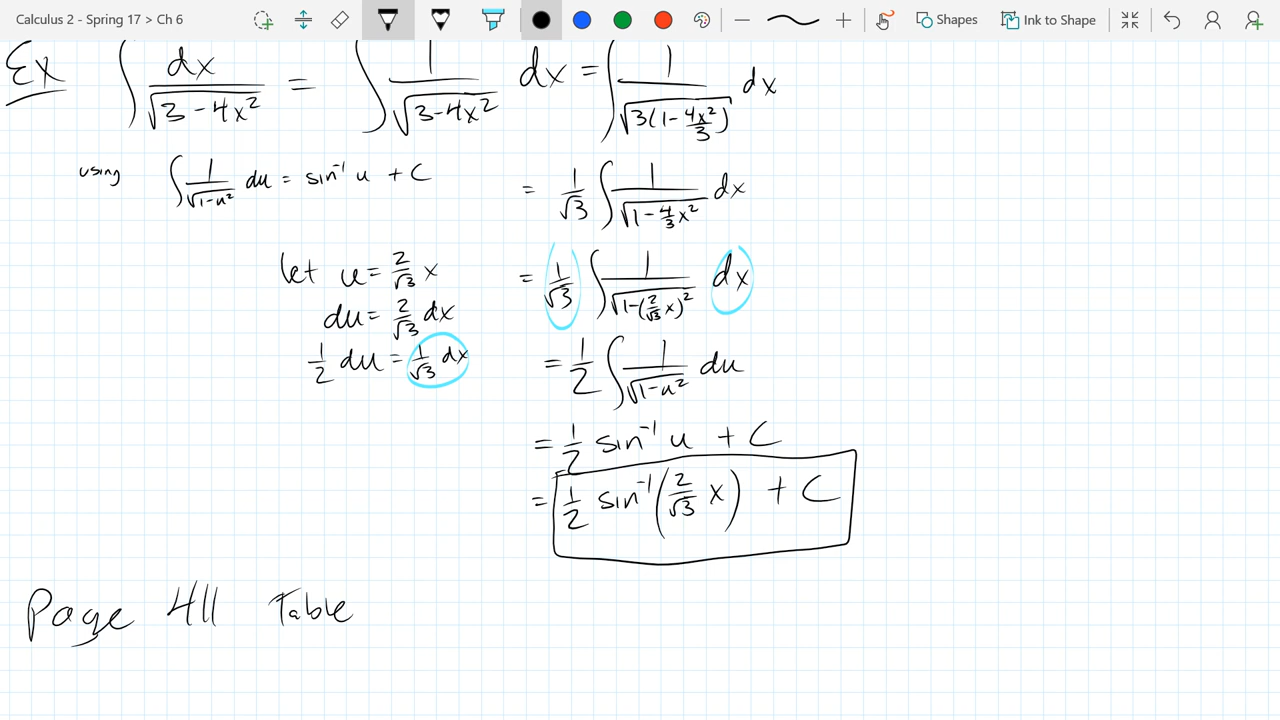 Calculus 2 - Spring 17 > Ch 6
Shapes
Ink to Shape
Ex ∫ dx/√(3-4x²) = ∫ 1/√(3-4x²) dx = ∫ 1/√(3(1-4x²/3)) dx
using ∫ 1/√(1-u²) du = sin⁻¹ u + C
= 1/√3 ∫ 1/√(1-4/3 x²) dx
let u = 2/√3 x
= 1/√3 ∫ 1/√(1-(2/√3 x)²) dx
du = 2/√3 dx
1/2 du = 1/√3 dx
= 1/2 ∫ 1/√(1-u²) du
= 1/2 sin⁻¹ u + C
= 1/2 sin⁻¹(2/√3 x) + C
Page 411 Table